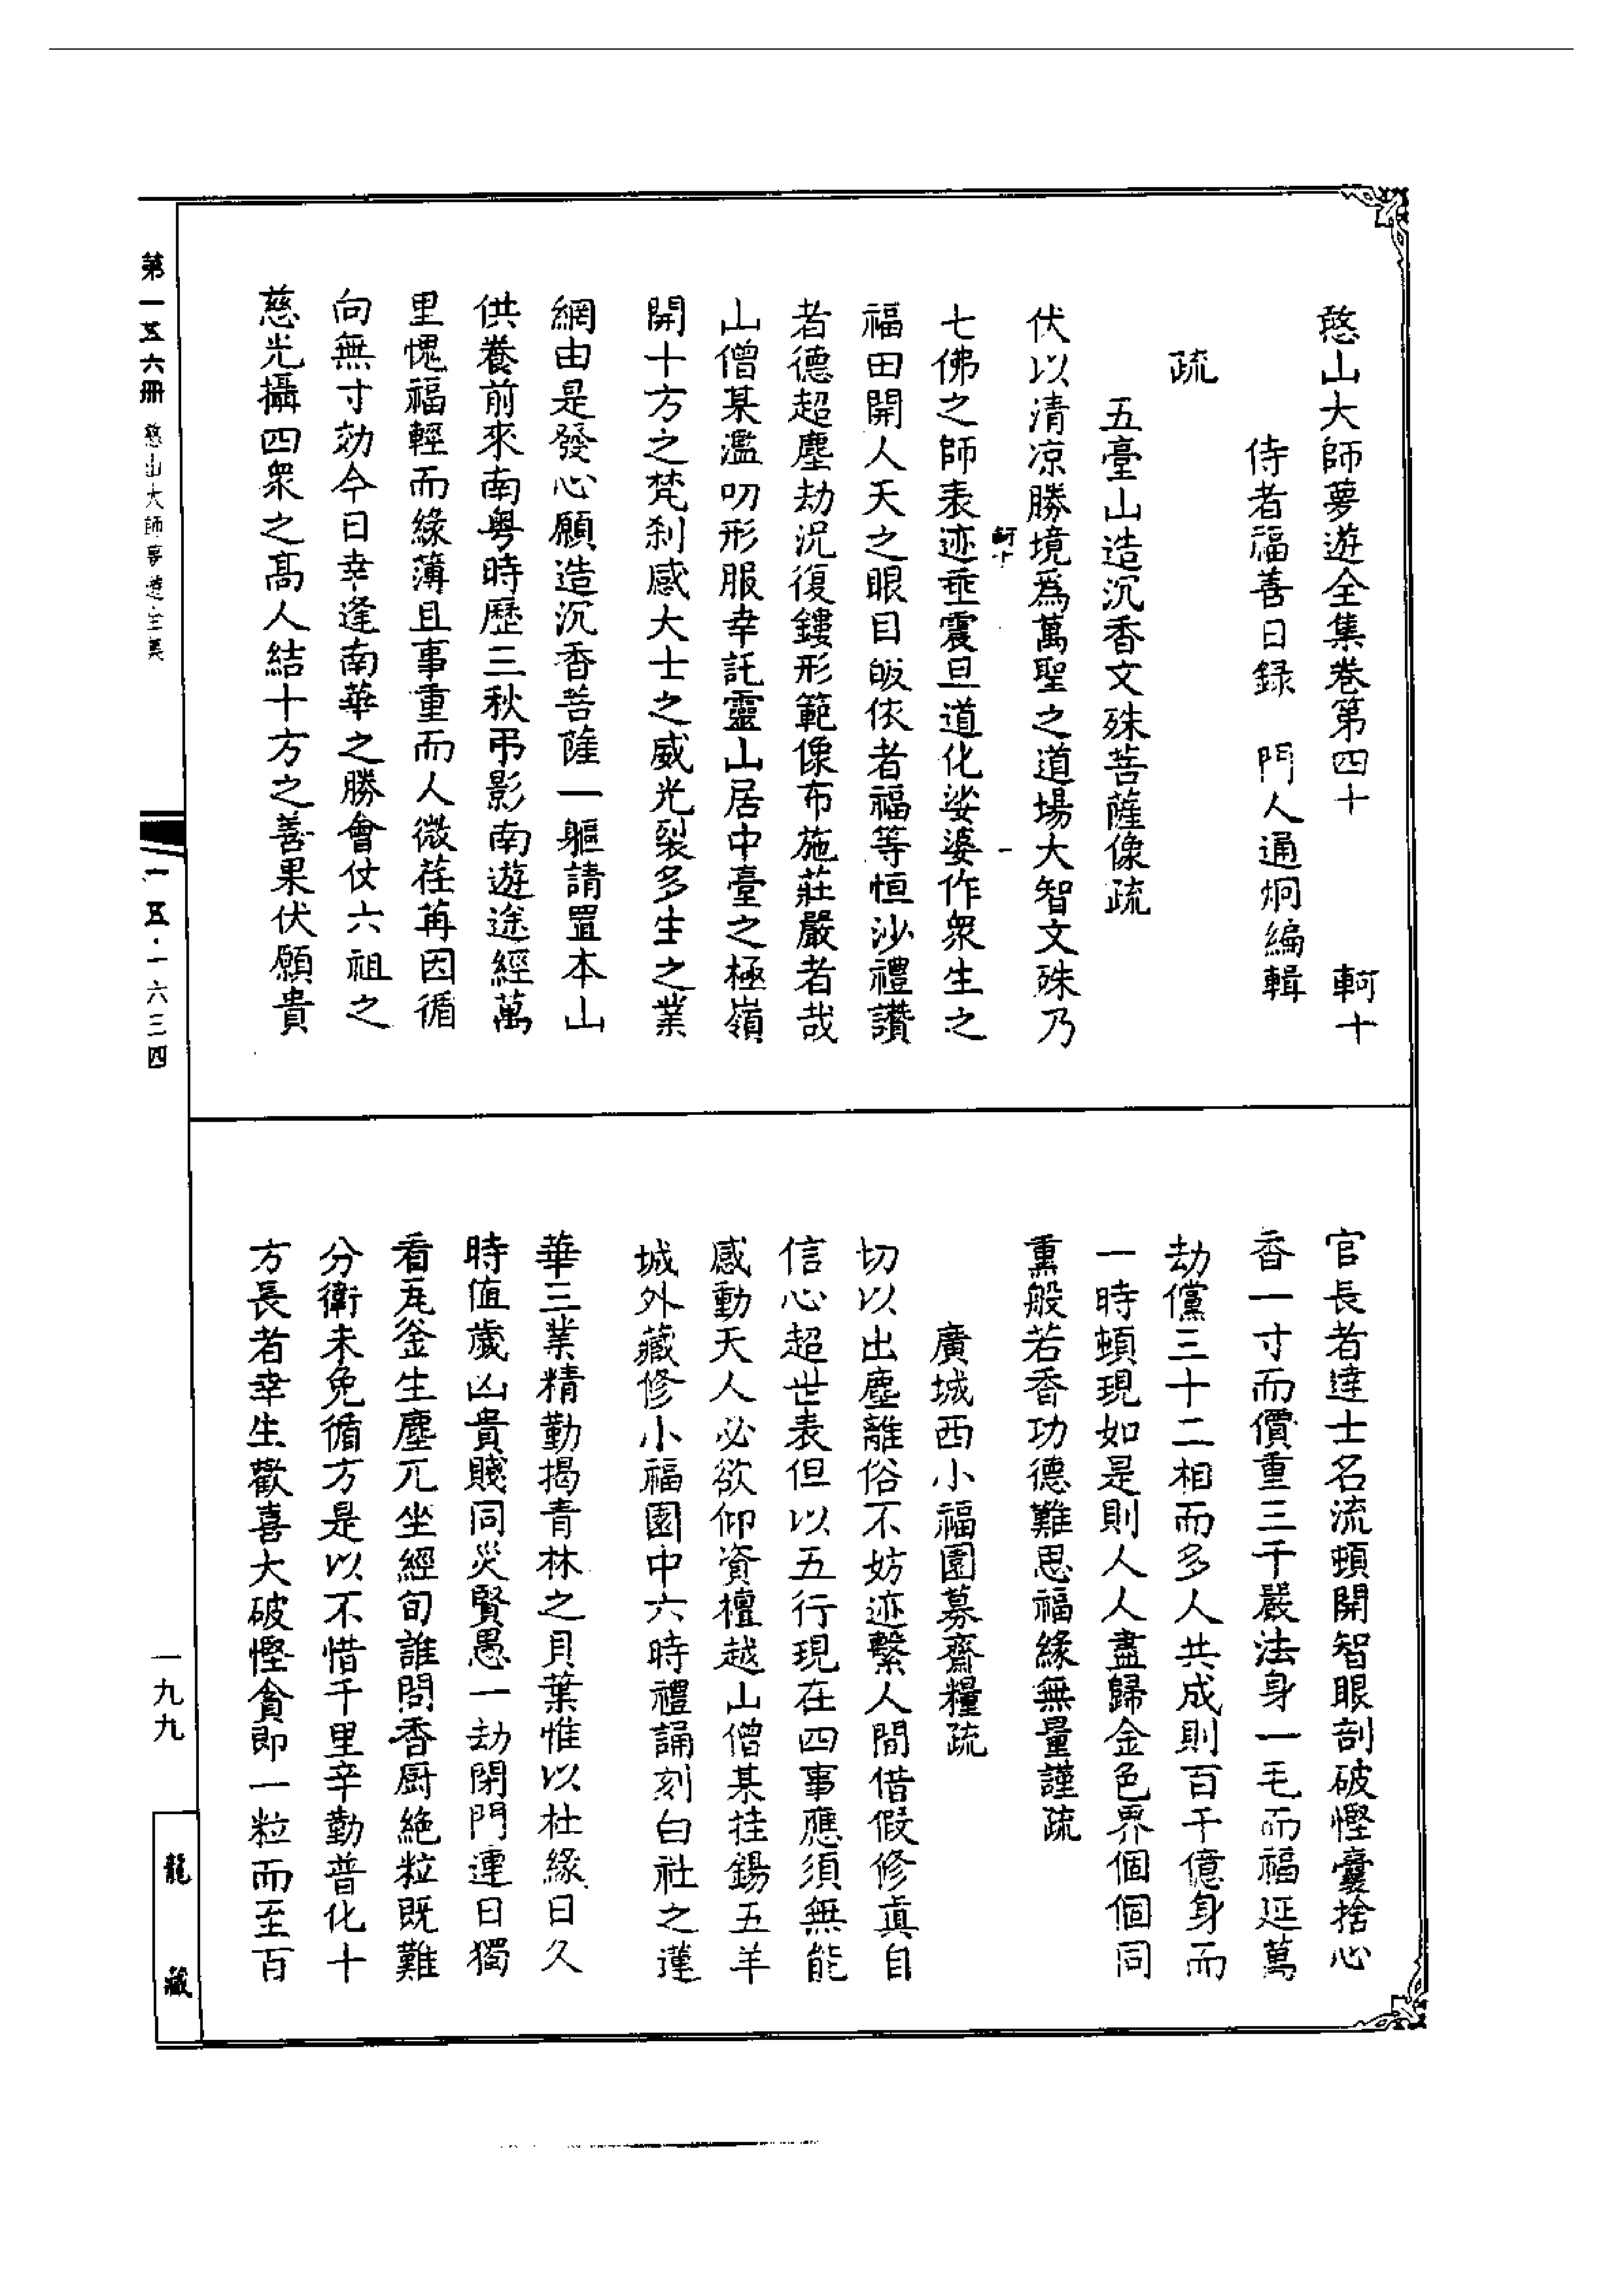 憨山大師夢遊全集卷第四十　軻十
侍者福善日録　門人通炯編輯
疏
五臺山造沉香文殊菩薩像疏
伏以清凉勝境爲萬聖之道場大智文殊乃
軻十　一
七佛之師表迹垂震旦道化娑婆作衆生之
福田開人天之眼目皈依者福等恒沙禮讚
者德超塵劫況復鏤形範像布施莊嚴者哉
山僧某濫叨形服幸託靈山居中臺之極嶺
開十方之梵刹感大士之威光裂多生之業
網由是發心願造沉香菩薩一軀請置本山
供養前來南粤時歷三秋弔影南遊途經萬
里愧福輕而緣薄且事重而人微荏苒因循
向無寸効今日幸逢南華之勝會仗六祖之
慈光攝四衆之高人結十方之善果伏願貴
官長者達士名流頓開智眼剖破慳囊捨心
香一寸而價重三千嚴法身一毛而福延萬
劫儻三十二相而多人共成則百千億身而
一時頓現如是則人人盡歸金色界個個同
熏般若香功德難思福緣無量謹疏
廣城西小福園募齋糧疏
切以出塵離俗不妨迹繫人間借假修真自
信心超世表但以五行現在四事應須無能
感動天人必欲仰資檀越山僧某挂錫五羊
城外藏修小福園中六時禮誦刻白社之蓮
華三業精勤揭青林之貝葉惟以杜緣日久
時值歲凶貴賤同災賢愚一劫閉門連日獨
看瓦釜生塵兀坐經旬誰問香厨絶粒既難
分衛未免循方是以不惜千里辛勤普化十
方長者幸生歡喜大破慳貪即一粒而至百
第一五六冊　憨山大師夢遊全集
一五·一六三四
一九九
龍藏